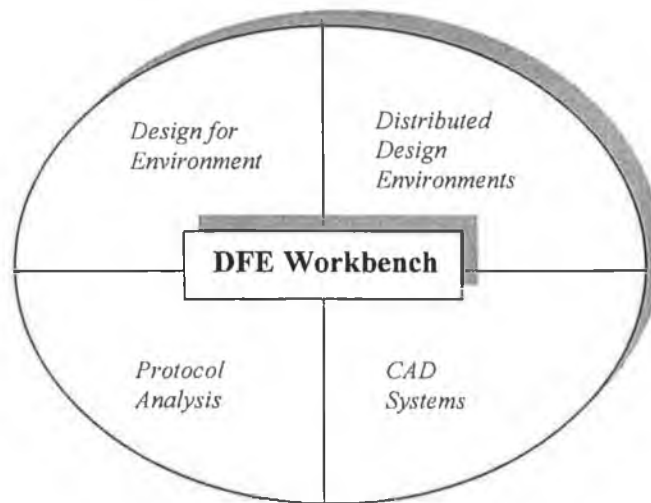 Design for
Environment
Distributed
Design
Environments
DFE Workbench
Protocol
Analysis
CAD
Systems